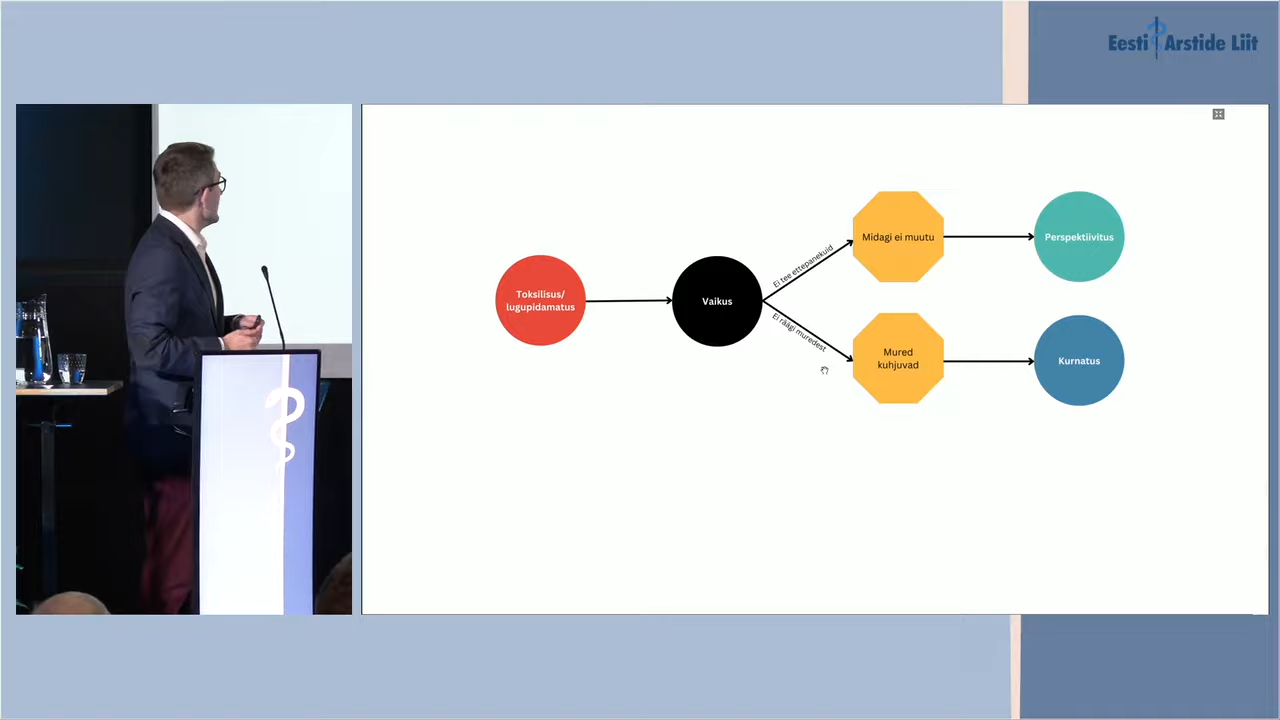 Eesti Arstide Liit
Toksilisus/
lugupidamatus
Vaikus
Ei tee ettepanekuid
Ei räägi muredest
Midagi ei muutu
Perspektiivitus
Mured
kuhjuvad
Kurnatus